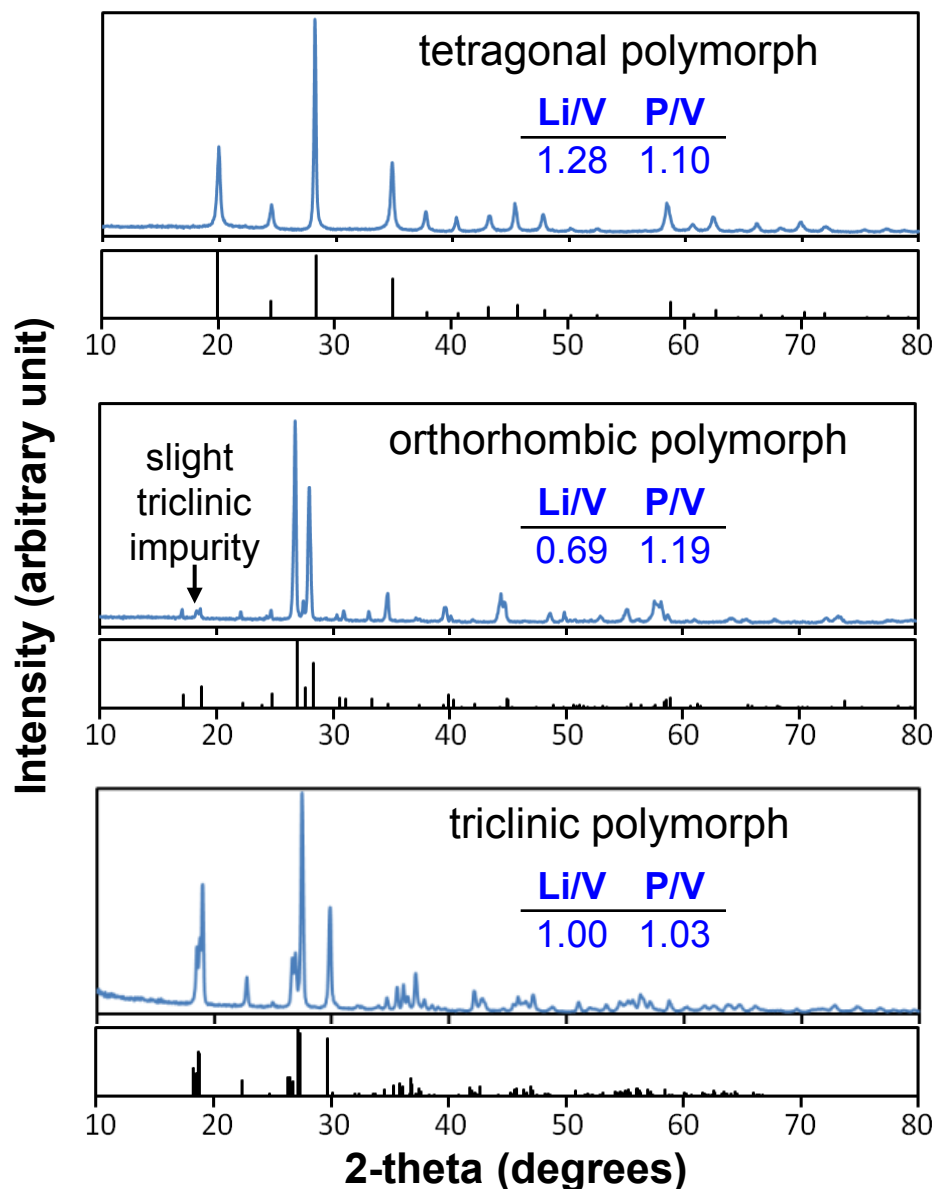 tetragonal polymorph
Li/V P/V
1.28 1.10
10 20 30 40 50 60 70 80
orthorhombic polymorph
slight
triclinic
impurity
Li/V P/V
0.69 1.19
10 20 30 40 50 60 70 80
triclinic polymorph
Li/V P/V
1.00 1.03
10 20 30 40 50 60 70 80
2-theta (degrees)
Intensity (arbitrary unit)